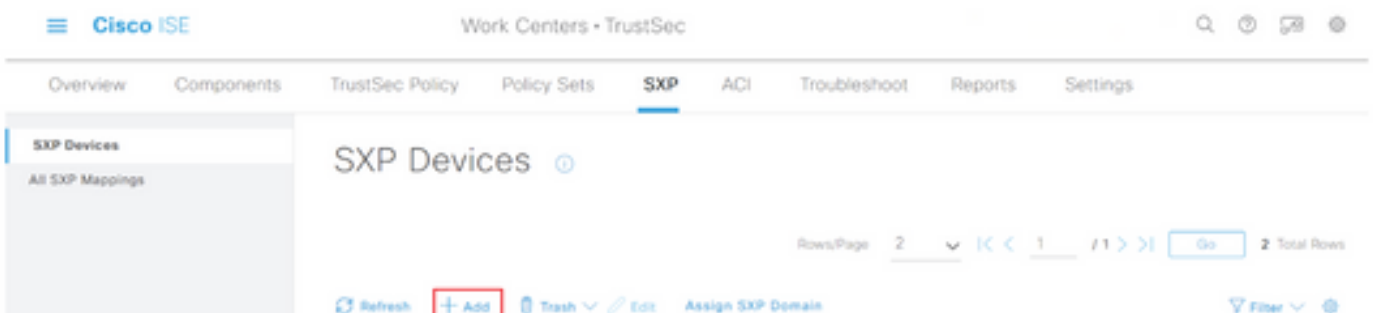 Cisco ISE Work Centers • TrustSec
Overview Components TrustSec Policy Policy Sets SXP ACI Troubleshoot Reports Settings
SXP Devices
All SXP Mappings
SXP Devices
Rows/Page 2 1 / 1 Go 2 Total Rows
Refresh + Add Trash Edit Assign SXP Domain Filter